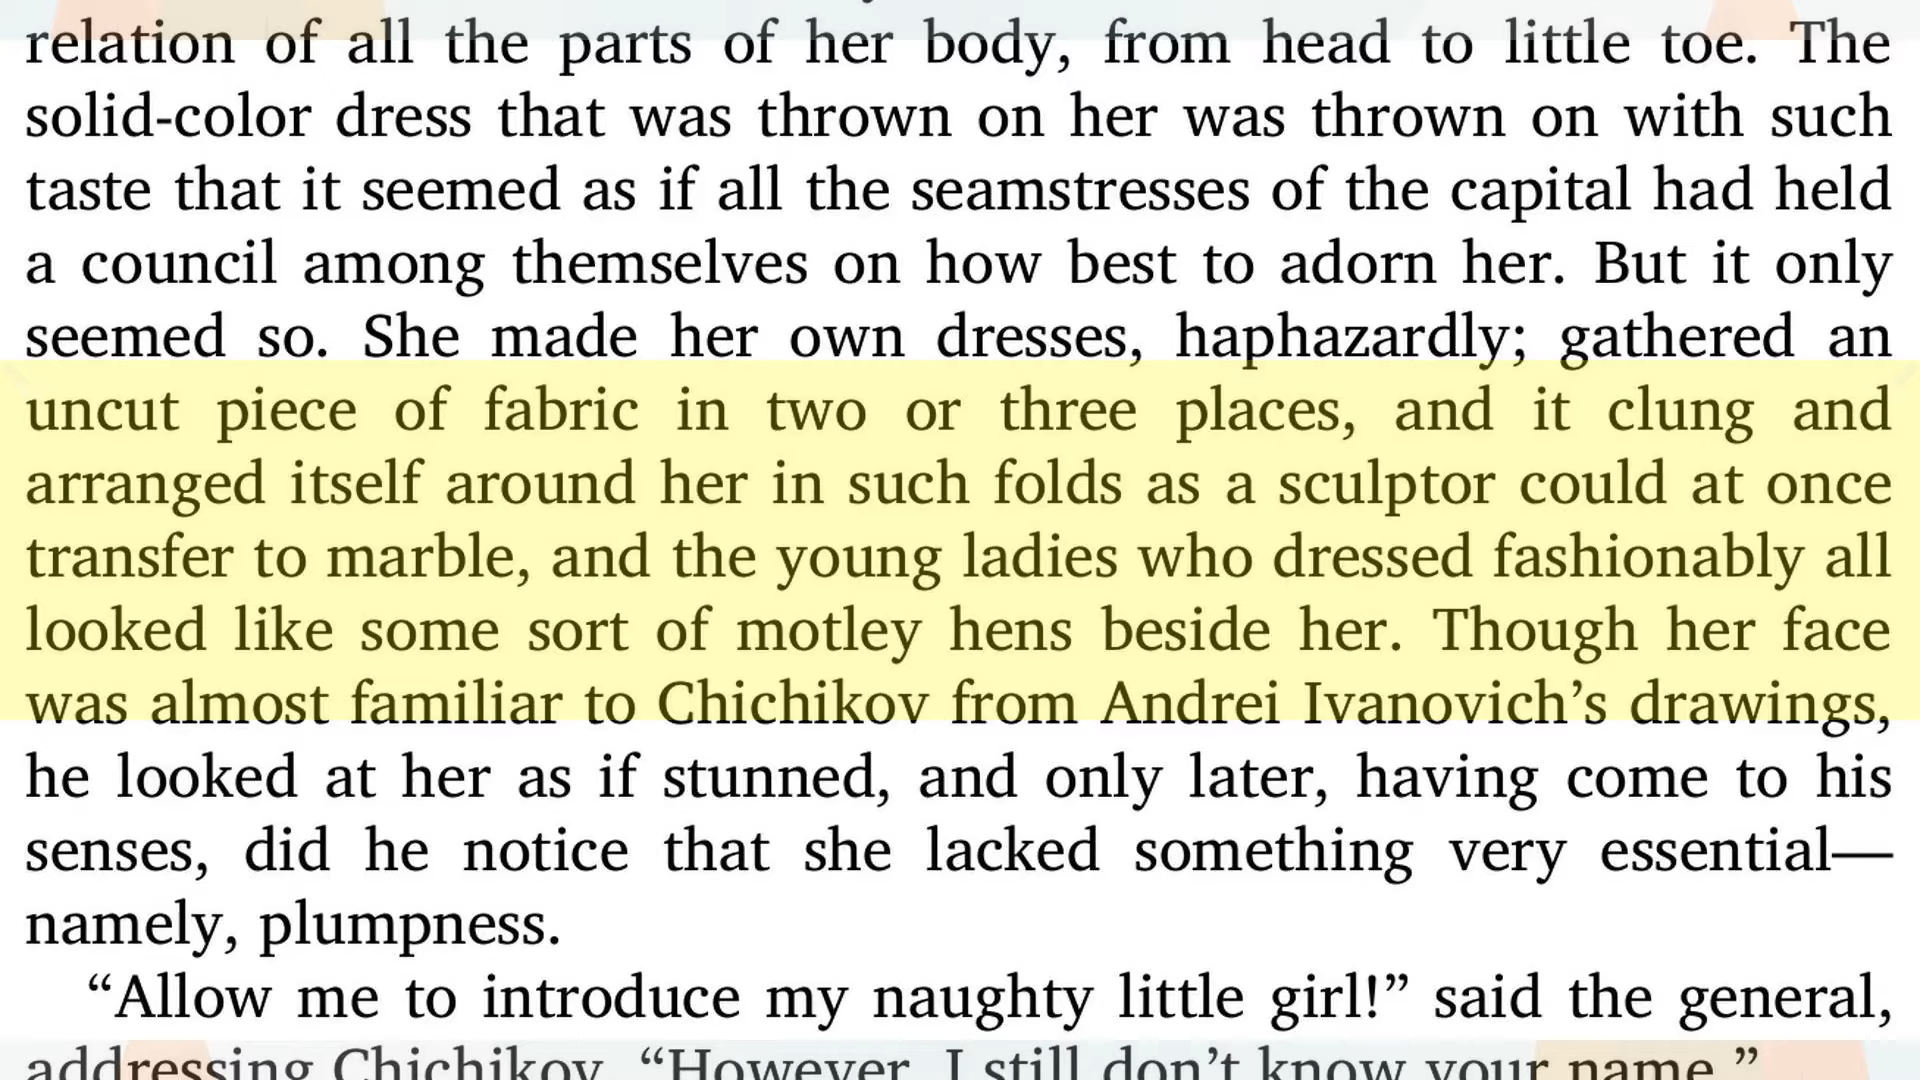 relation of all the parts of her body, from head to little toe. The
solid-color dress that was thrown on her was thrown on with such
taste that it seemed as if all the seamstresses of the capital had held
a council among themselves on how best to adorn her. But it only
seemed so. She made her own dresses, haphazardly; gathered an
uncut piece of fabric in two or three places, and it clung and
arranged itself around her in such folds as a sculptor could at once
transfer to marble, and the young ladies who dressed fashionably all
looked like some sort of motley hens beside her. Though her face
was almost familiar to Chichikov from Andrei Ivanovich’s drawings,
he looked at her as if stunned, and only later, having come to his
senses, did he notice that she lacked something very essential—
namely, plumpness.
“Allow me to introduce my naughty little girl!” said the general,
addressing Chichikov. “However, I still don’t know your name.”